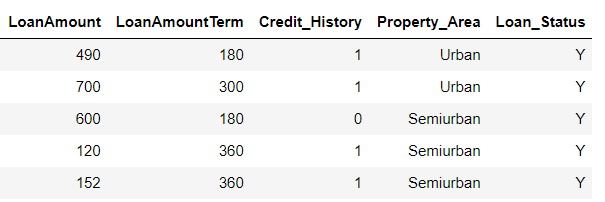 LoanAmount LoanAmountTerm Credit_History Property_Area Loan_Status
490 180 1 Urban Y
700 300 1 Urban Y
600 180 0 Semiurban Y
120 360 1 Semiurban Y
152 360 1 Semiurban Y